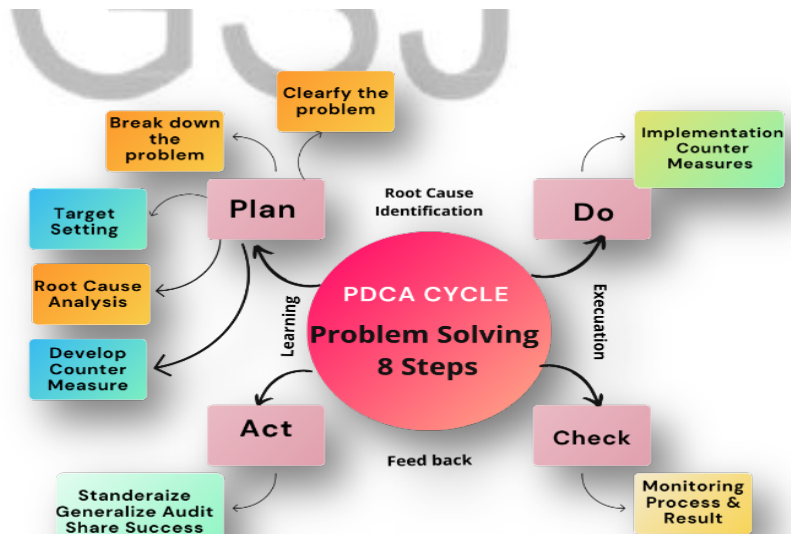 GSJ
Clearfy the
problem
Break down
the
problem
Implementation
Counter
Measures
Plan
Root Cause
Identification
Do
Target
Setting
Root Cause
Analysis
Develop
Counter
Measure
PDCA CYCLE
Problem Solving
8 Steps
Learning
Execuation
Act
Feed back
Check
Standeraize
Generalize Audit
Share Success
Monitoring
Process &
Result